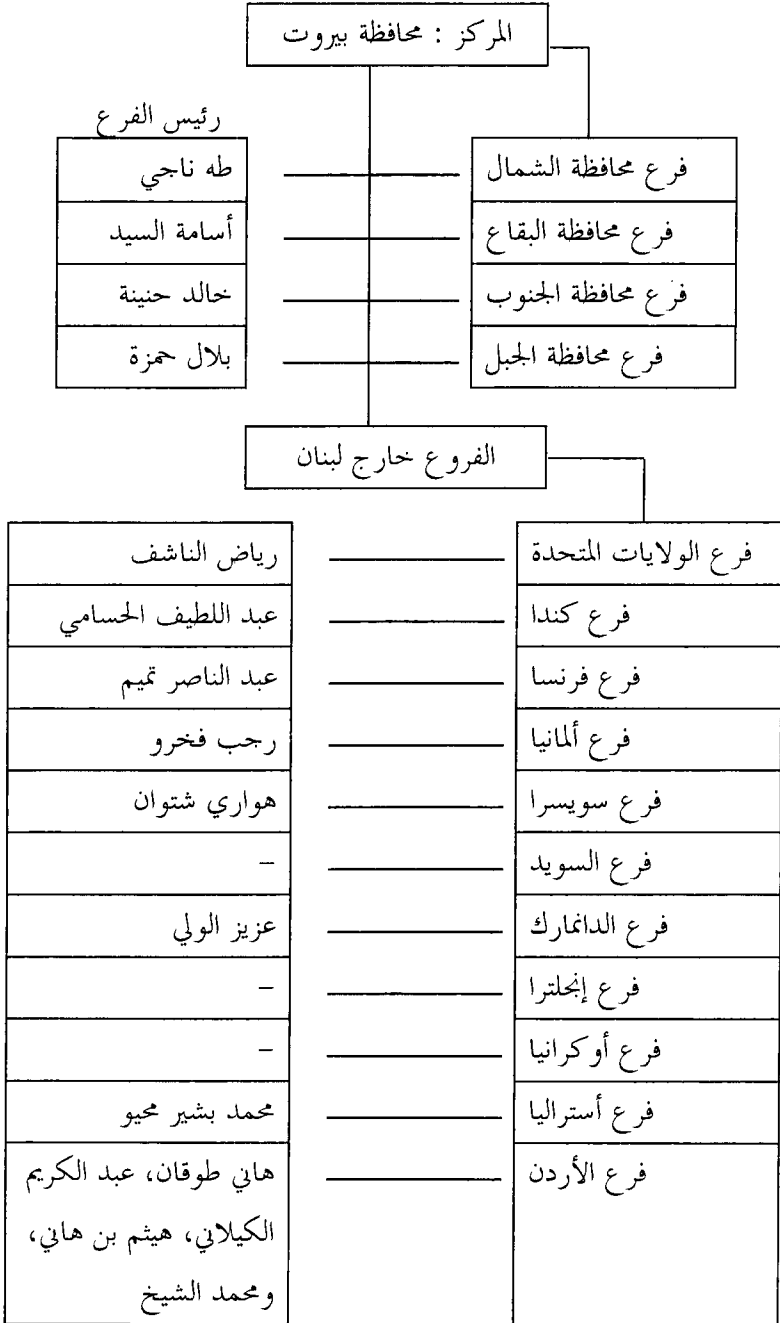 المركز : محافظة بيروت
رئيس الفرع
فرع محافظة الشمال طه ناجي
فرع محافظة البقاع أسامة السيد
فرع محافظة الجنوب خالد حنينة
فرع محافظة الجبل بلال حمزة
الفروع خارج لبنان
فرع الولايات المتحدة رياض الناشف
فرع كندا عبد اللطيف الحسامي
فرع فرنسا عبد الناصر تميم
فرع ألمانيا رجب فخرو
فرع سويسرا هواري شتوان
فرع السويد –
فرع الدانمارك عزيز الولي
فرع إنجلترا –
فرع أوكرانيا –
فرع أستراليا محمد بشير محيو
فرع الأردن هاني طوقان، عبد الكريم
الكيلاني، هيثم بن هاني،
ومحمد الشيخ